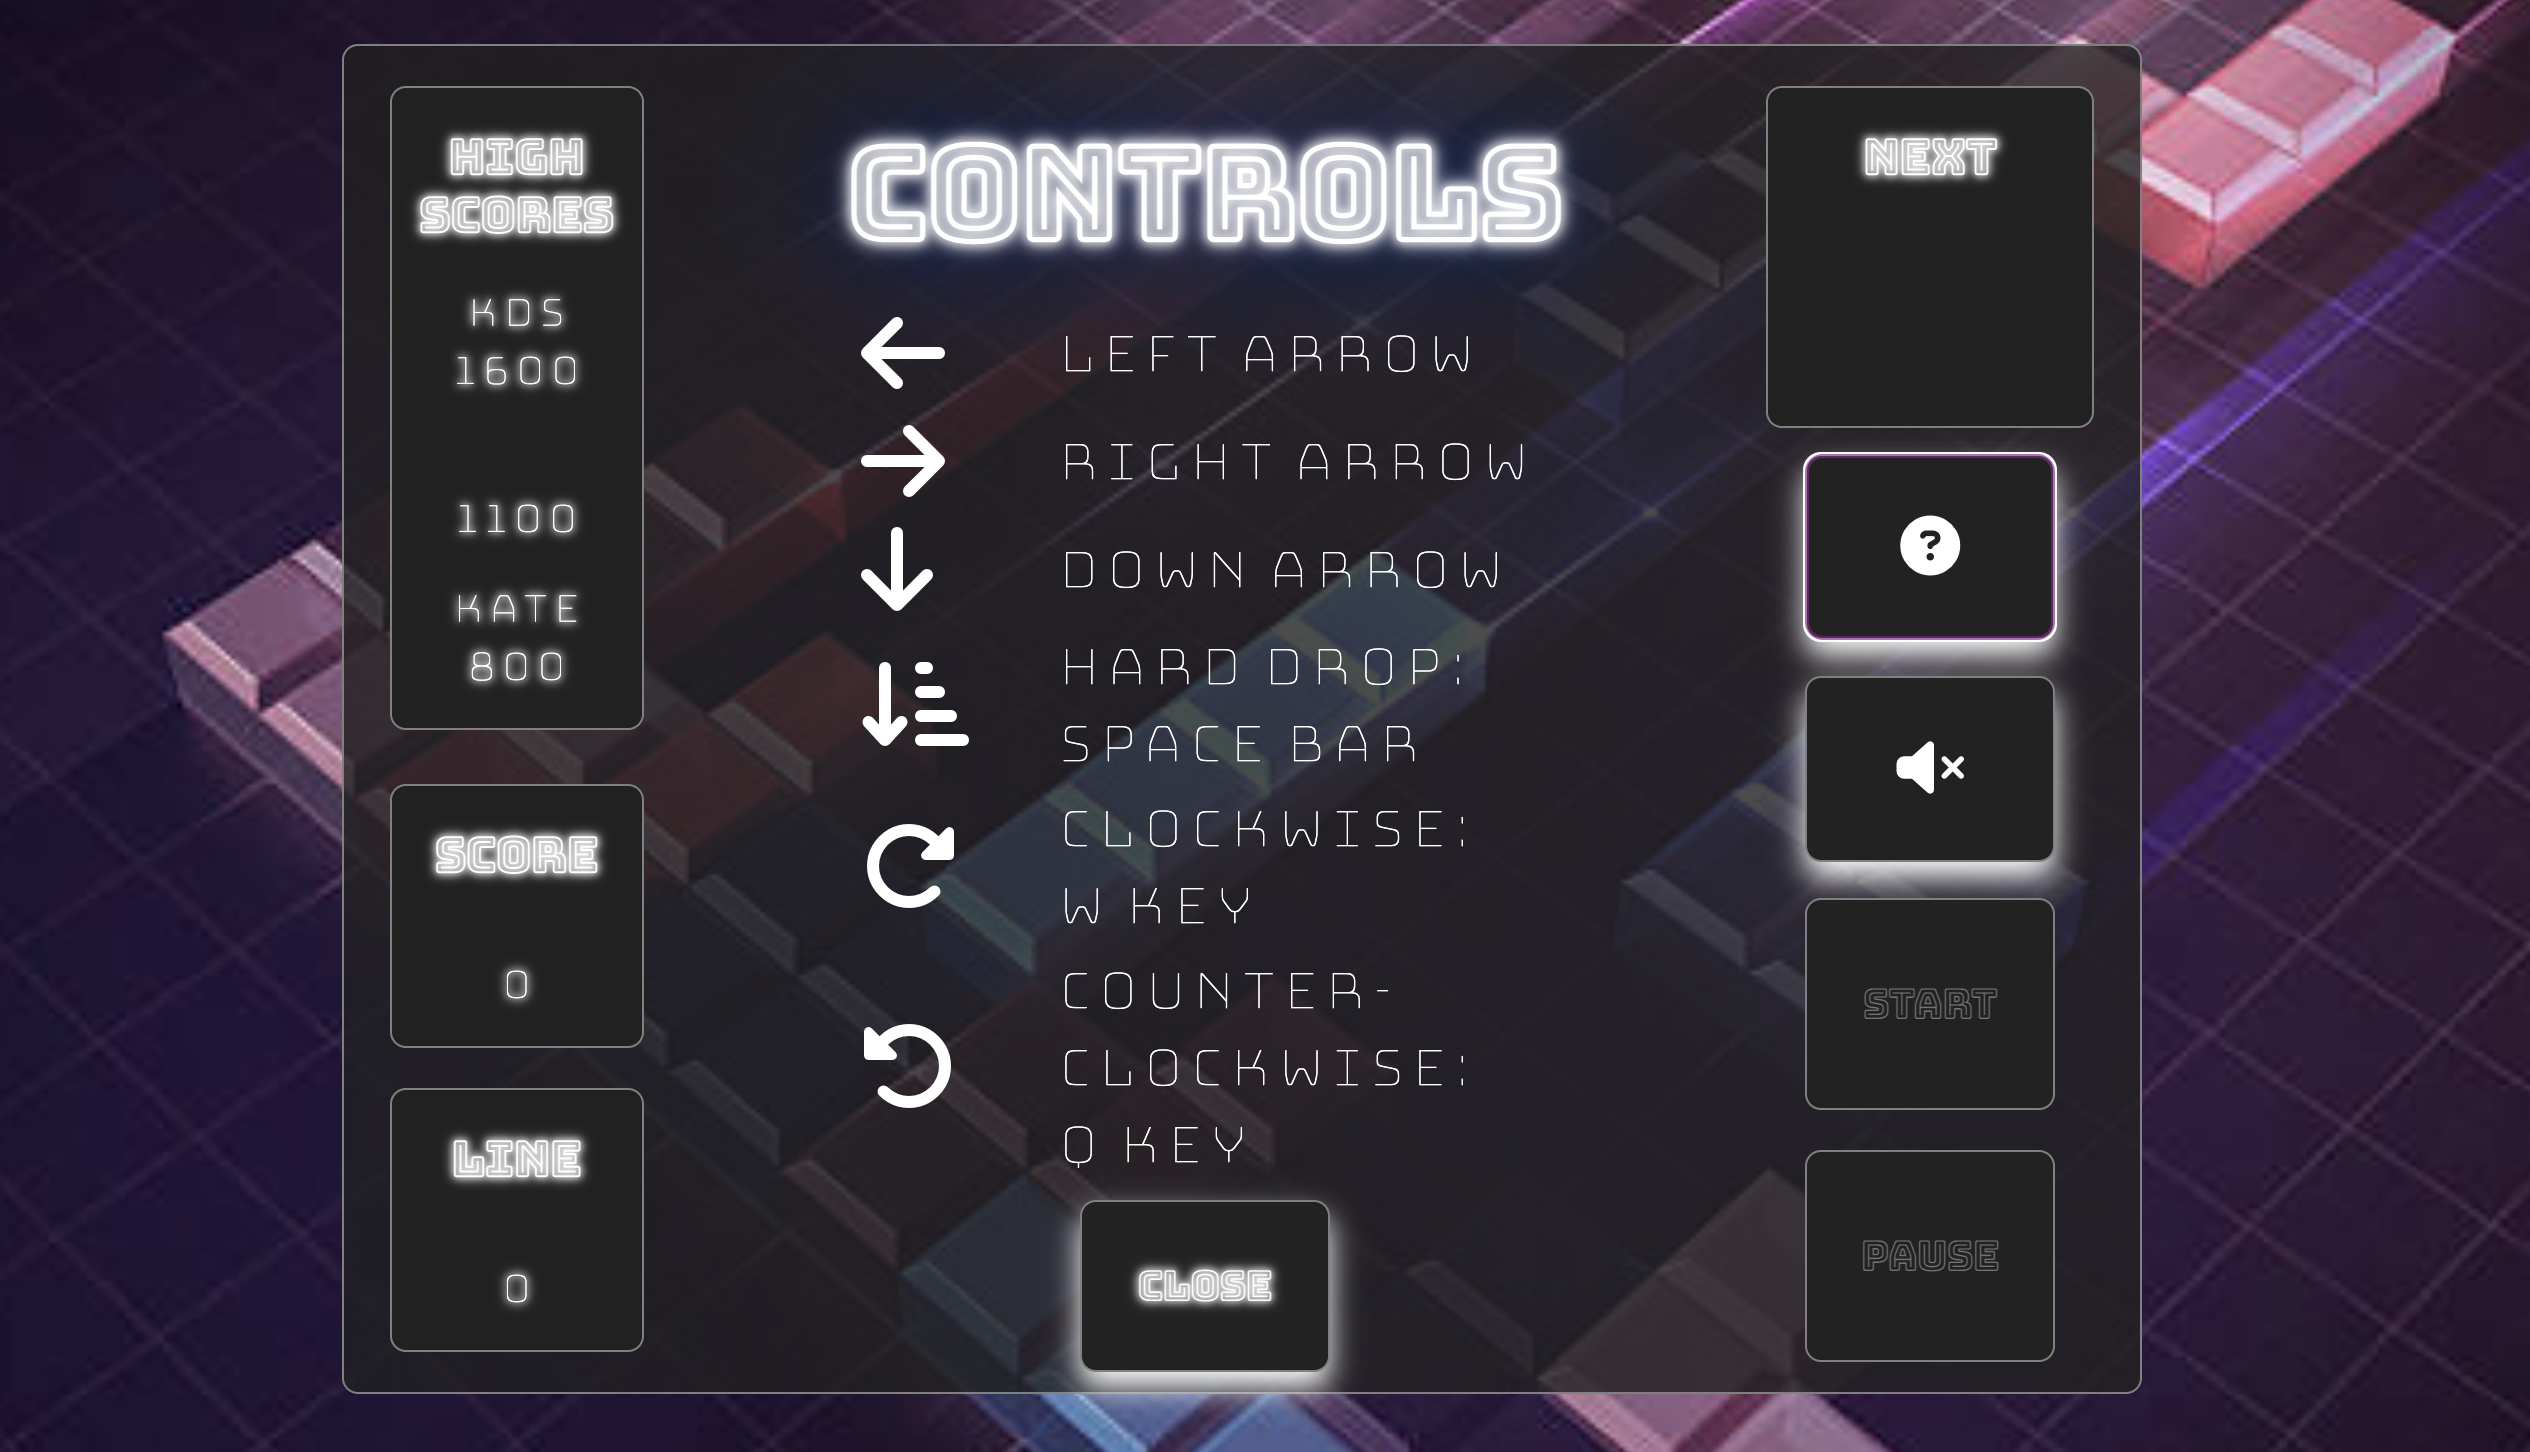 HIGH
SCORES
KDS
1600
1100
KATE
800
SCORE
0
LINE
0
CONTROLS
LEFT ARROW
RIGHT ARROW
DOWN ARROW
HARD DROP:
SPACE BAR
CLOCKWISE:
W KEY
COUNTER-
CLOCKWISE:
Q KEY
CLOSE
NEXT
?
START
PAUSE